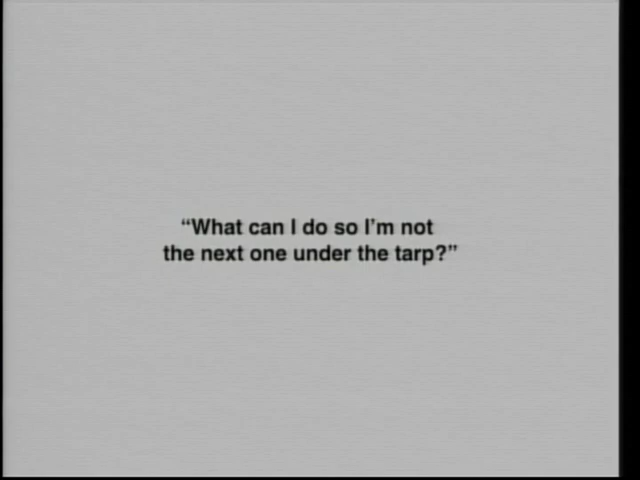 “What can I do so I’m not
the next one under the tarp?”